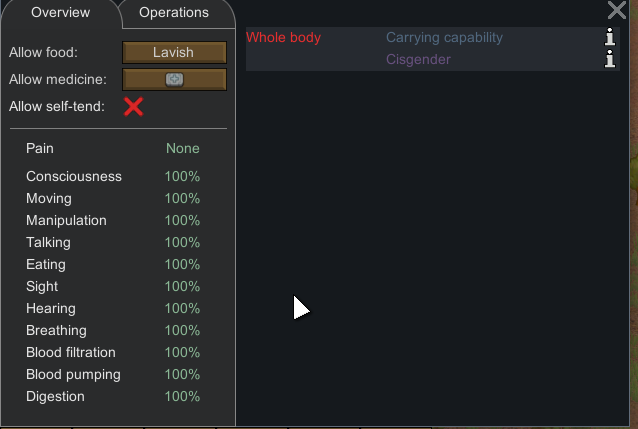 Overview
Operations
Allow food: Lavish
Allow medicine:
Allow self-tend:
Pain None
Consciousness 100%
Moving 100%
Manipulation 100%
Talking 100%
Eating 100%
Sight 100%
Hearing 100%
Breathing 100%
Blood filtration 100%
Blood pumping 100%
Digestion 100%
Whole body Carrying capability
Cisgender